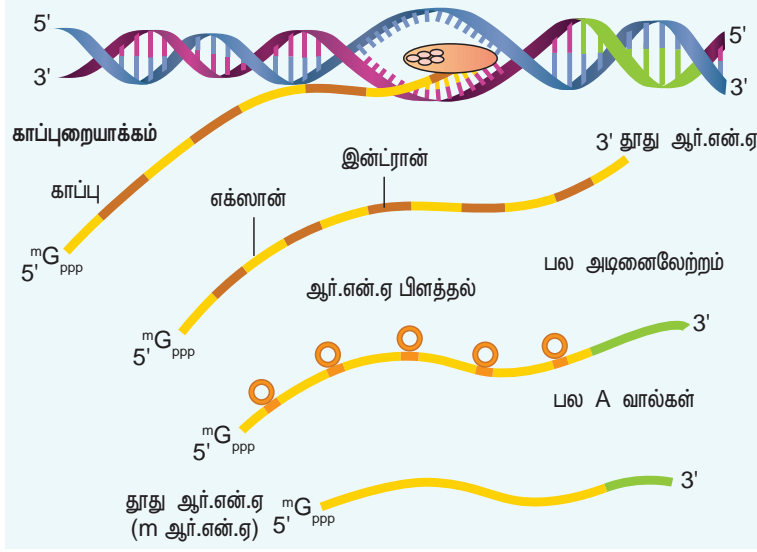 5'
3'
5'
3'
காப்புறையாக்கம்
காப்பு
எக்ஸான்
இன்ட்ரான்
3' தூது ஆர்.என்.ஏ
5' mGppp
பல அடினைலேற்றம்
ஆர்.என்.ஏ பிளத்தல்
5' mGppp
3'
பல A வால்கள்
5' mGppp
தூது ஆர்.என்.ஏ
(m ஆர்.என்.ஏ)
5' mGppp
3'